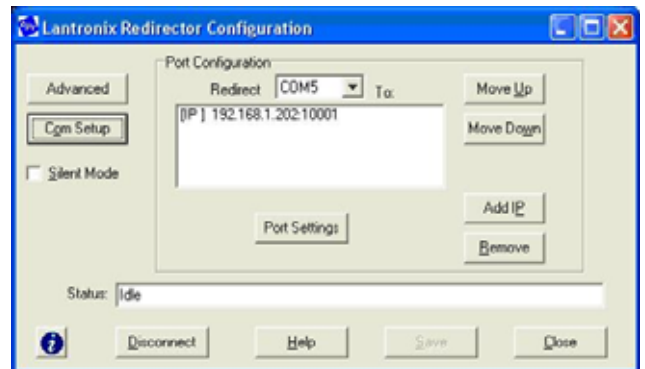 Lantronix Redirector Configuration
Port Configuration
Advanced
Redirect COM5 To:
Move Up
[IP ] 192.168.1.202:10001
Com Setup
Move Down
Silent Mode
Add IP
Port Settings
Remove
Status: Idle
Disconnect
Help
Save
Close